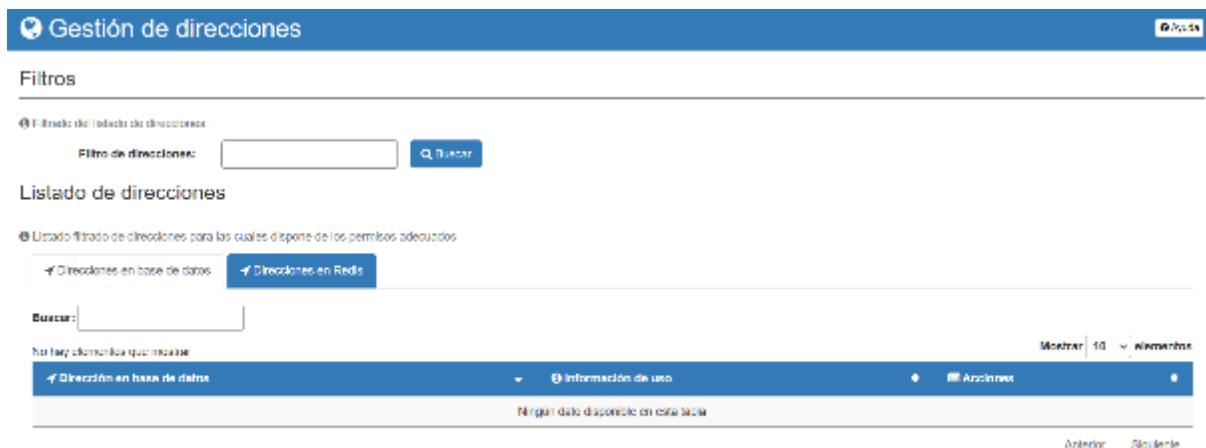 Gestión de direcciones
Ayuda
Filtros
Filtrado del listado de direcciones
Filtro de direcciones:
Buscar
Listado de direcciones
Listado filtrado de direcciones para las cuales dispone de los permisos adecuados
Direcciones en base de datos
Direcciones en Redis
Buscar:
No hay elementos que mostrar
Mostrar 10 elementos
Dirección en base de datos
Información de uso
Acciones
Ningún dato disponible en esta tabla
Anterior
Siguiente